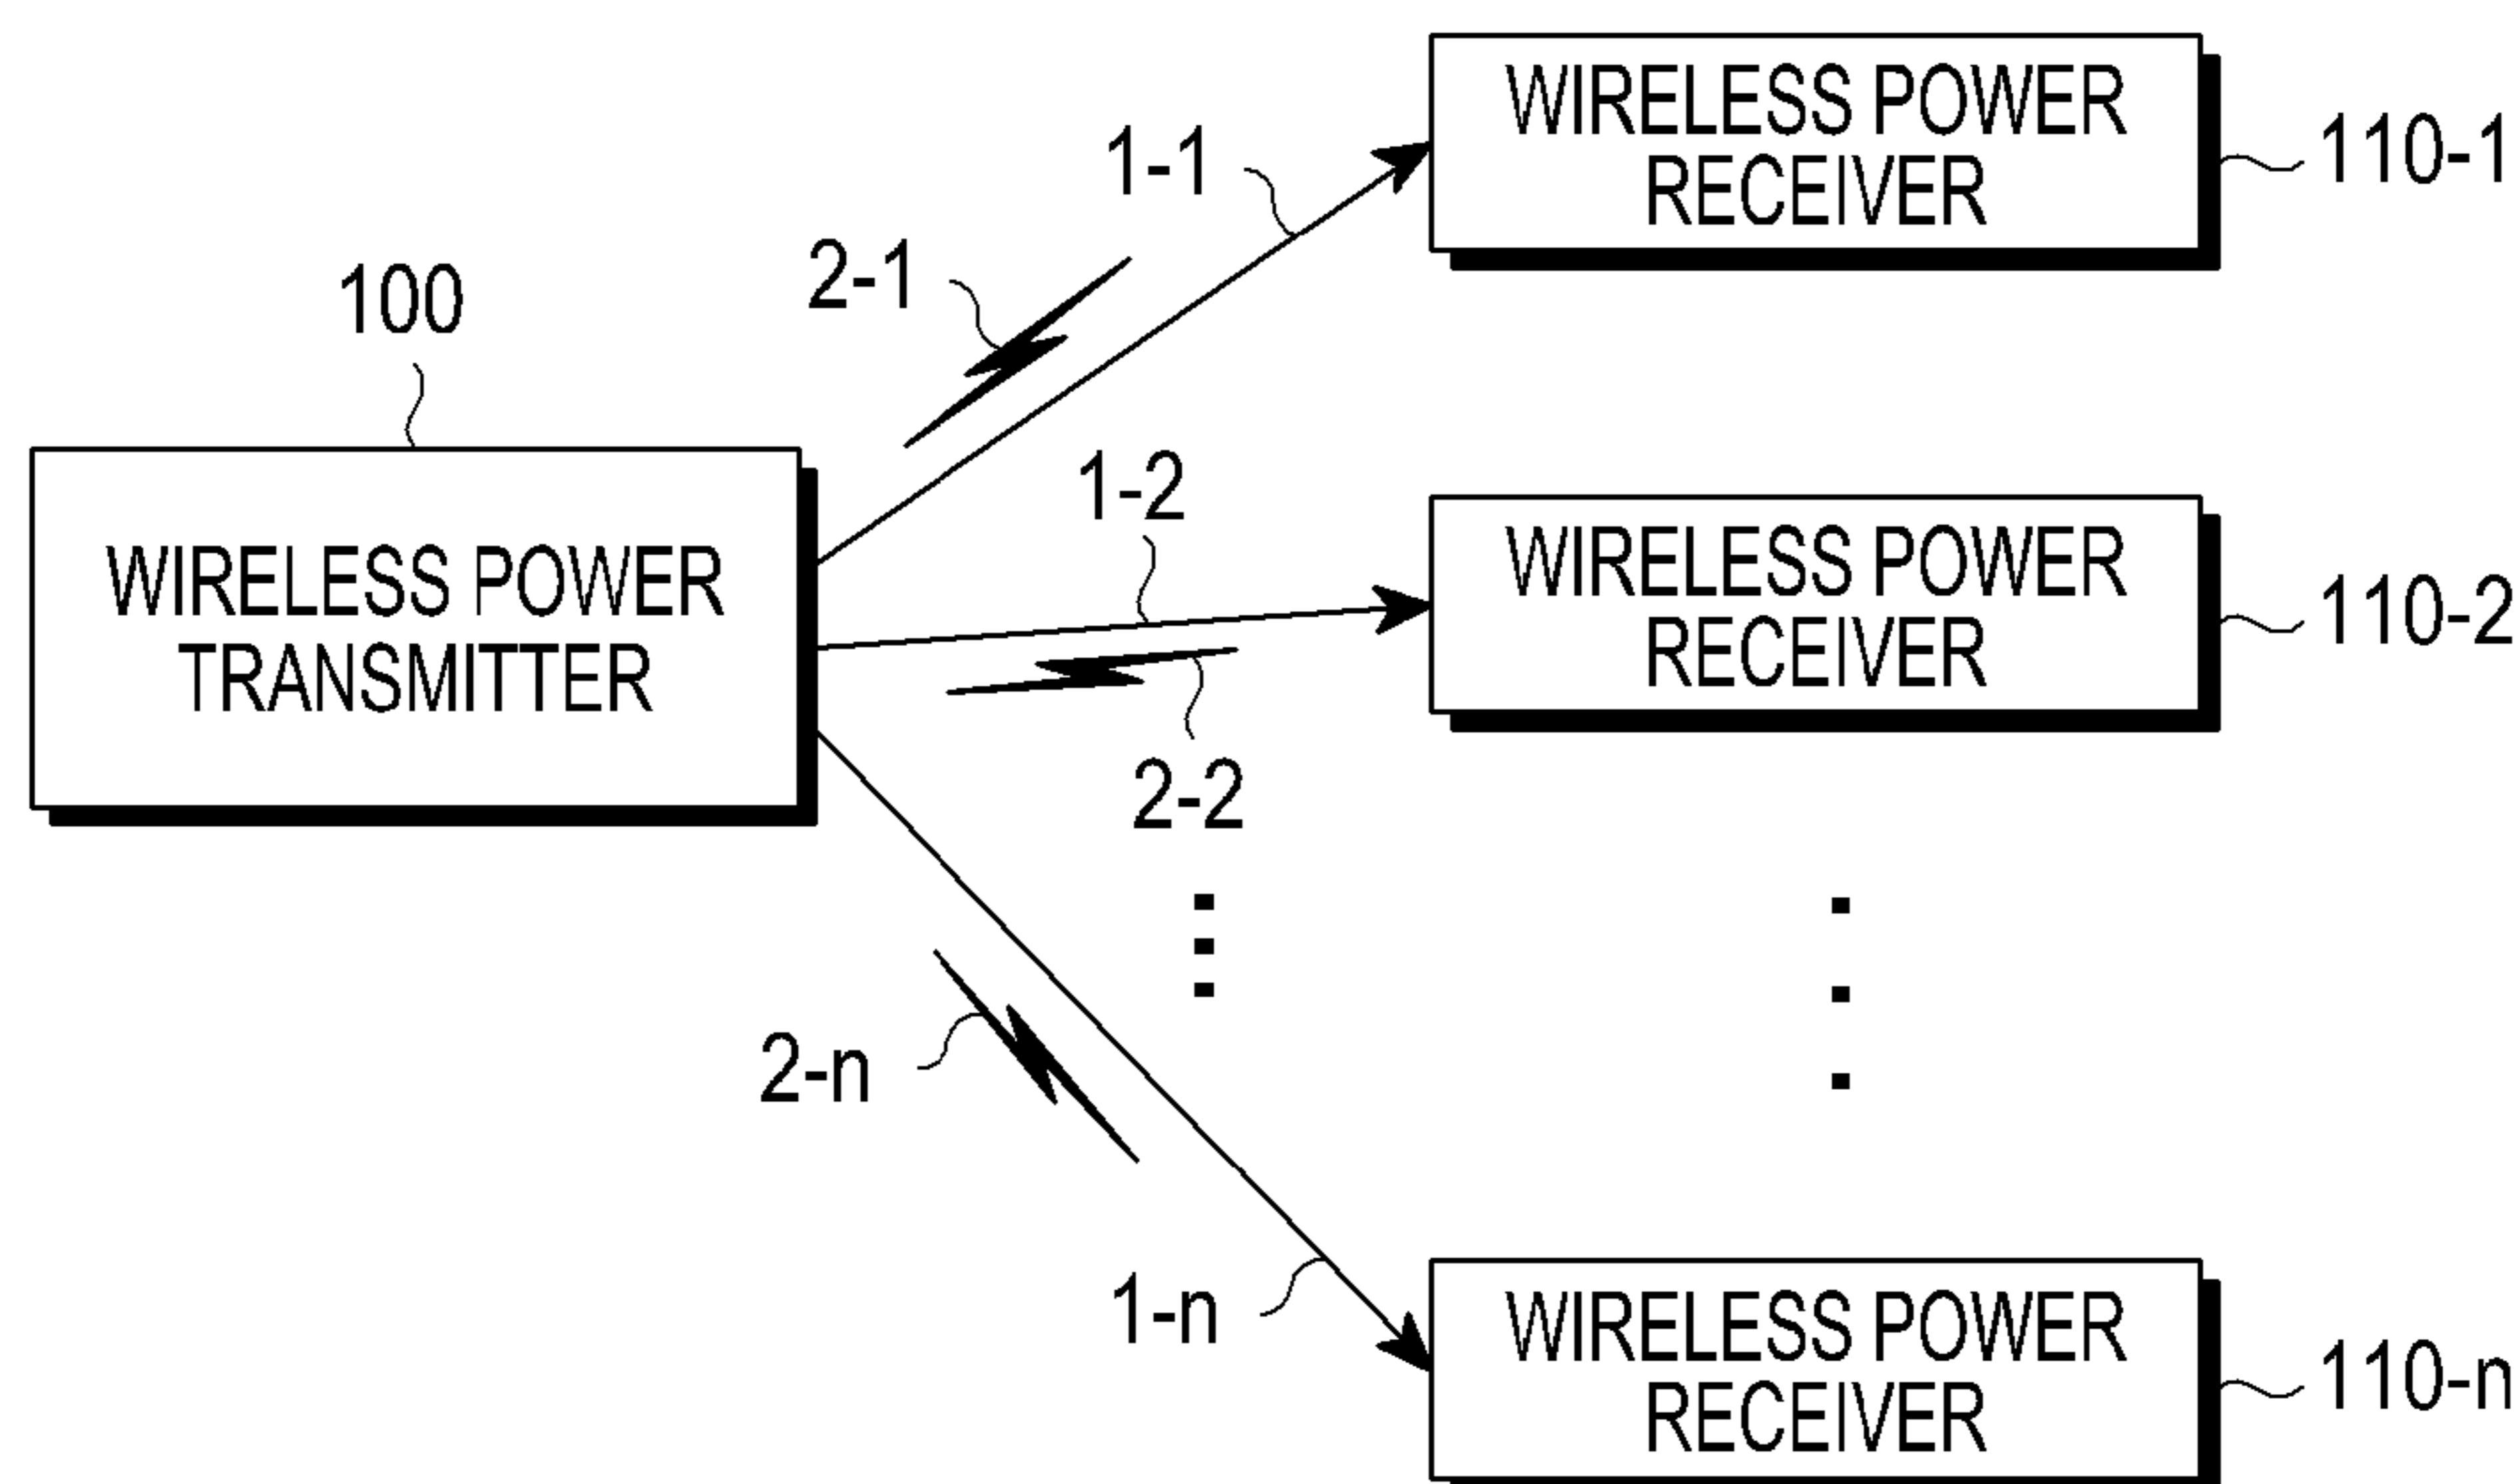 WIRELESS POWER
RECEIVER
110-1
1-1
2-1
100
1-2
WIRELESS POWER
TRANSMITTER
WIRELESS POWER
RECEIVER
110-2
2-2
2-n
1-n
WIRELESS POWER
RECEIVER
110-n